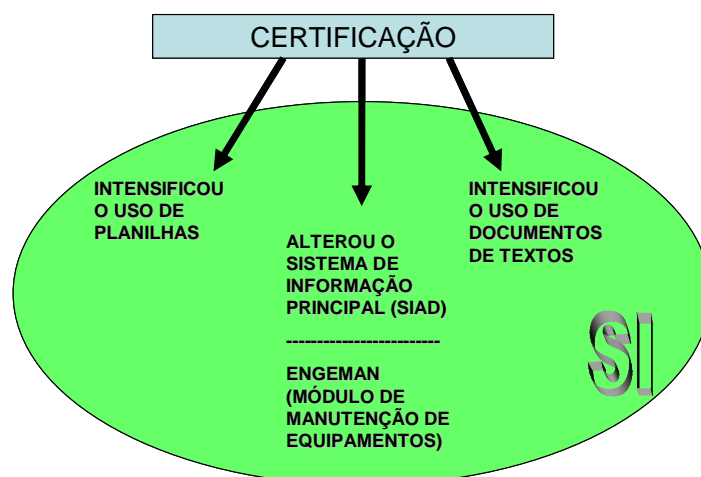 CERTIFICAÇÃO
INTENSIFICOU
O USO DE
PLANILHAS
ALTEROU O
SISTEMA DE
INFORMAÇÃO
PRINCIPAL (SIAD)
-------------------------
ENGEMAN
(MÓDULO DE
MANUTENÇÃO DE
EQUIPAMENTOS)
INTENSIFICOU
O USO DE
DOCUMENTOS
DE TEXTOS
SI